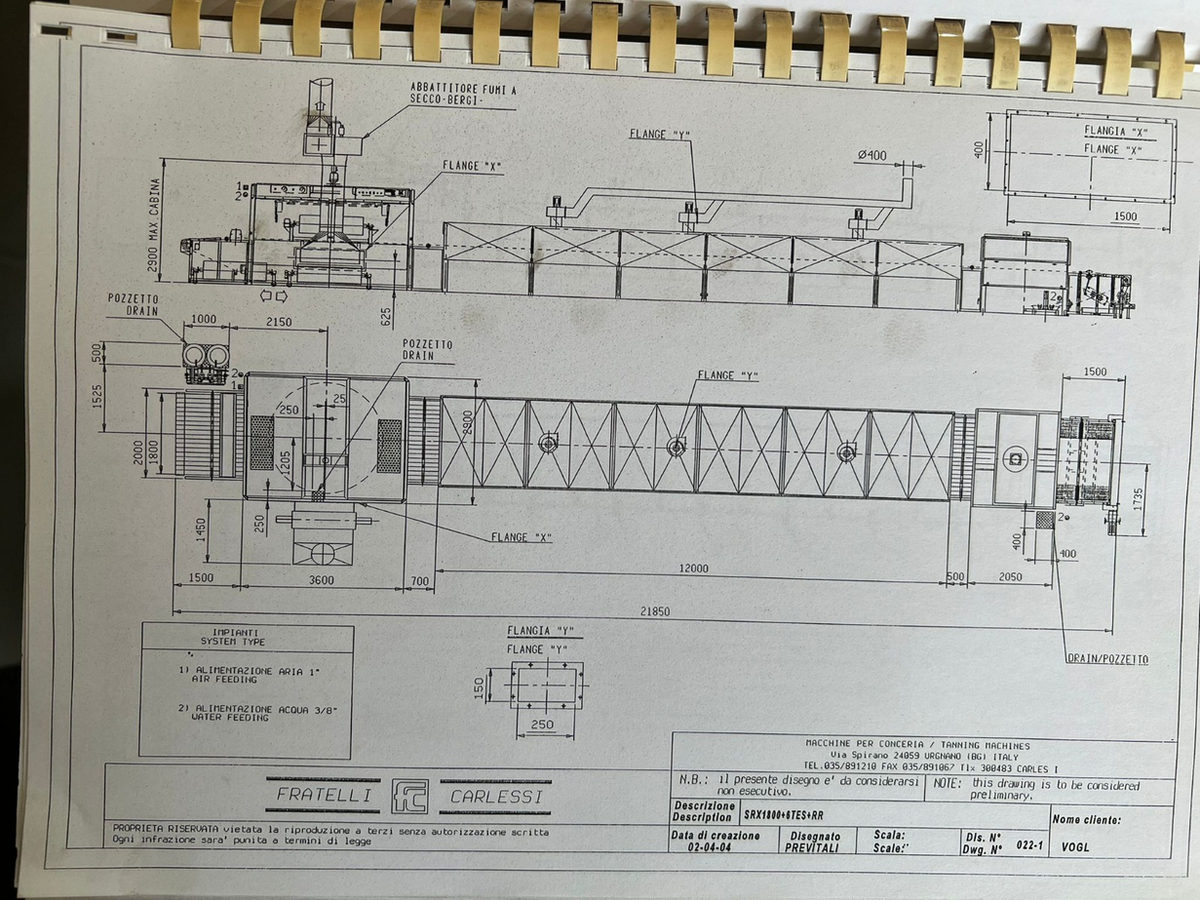 ABBATTITORE FUMI A
SECCO-BERGI-
FLANGE "Y"
FLANGE "X"
Ø400
400
FLANGIA "X"
FLANGE "X"
1500
2900 MAX.CABINA
1
2
625
2
POZZETTO
DRAIN
1000
2150
POZZETTO
DRAIN
500
1525
2
1
FLANGE "Y"
1500
2000
1800
250
25
1205
2900
1735
250
1450
FLANGE "X"
400
400
2
1500
3600
700
12000
500
2050
21850
DRAIN/POZZETTO
IMPIANTI
SYSTEM TYPE
1) ALIMENTAZIONE ARIA 1"
AIR FEEDING
2) ALIMENTAZIONE ACQUA 3/8"
WATER FEEDING
FLANGIA "Y"
FLANGE "Y"
150
250
FRATELLI FC CARLESSI
PROPRIETA RISERVATA vietata la riproduzione a terzi senza autorizzazione scritta
Ogni infrazione sara' punita a termini di legge
MACCHINE PER CONCERIA / TANNING MACHINES
Via Spirano 24059 URGNANO (BG) ITALY
TEL.035/891210 FAX 035/891067 Tlx 300483 CARLES I
N.B.: il presente disegno e' da considerarsi
non esecutivo.
NOTE: this drawing is to be considered
preliminary.
Descrizione
Description
SRX1800+6TES+RR
Nome cliente:
VOGL
Data di creazione
02-04-04
Disegnato
PREVITALI
Scala:
Scale:
Dis. N°
Dwg. N°
022-1